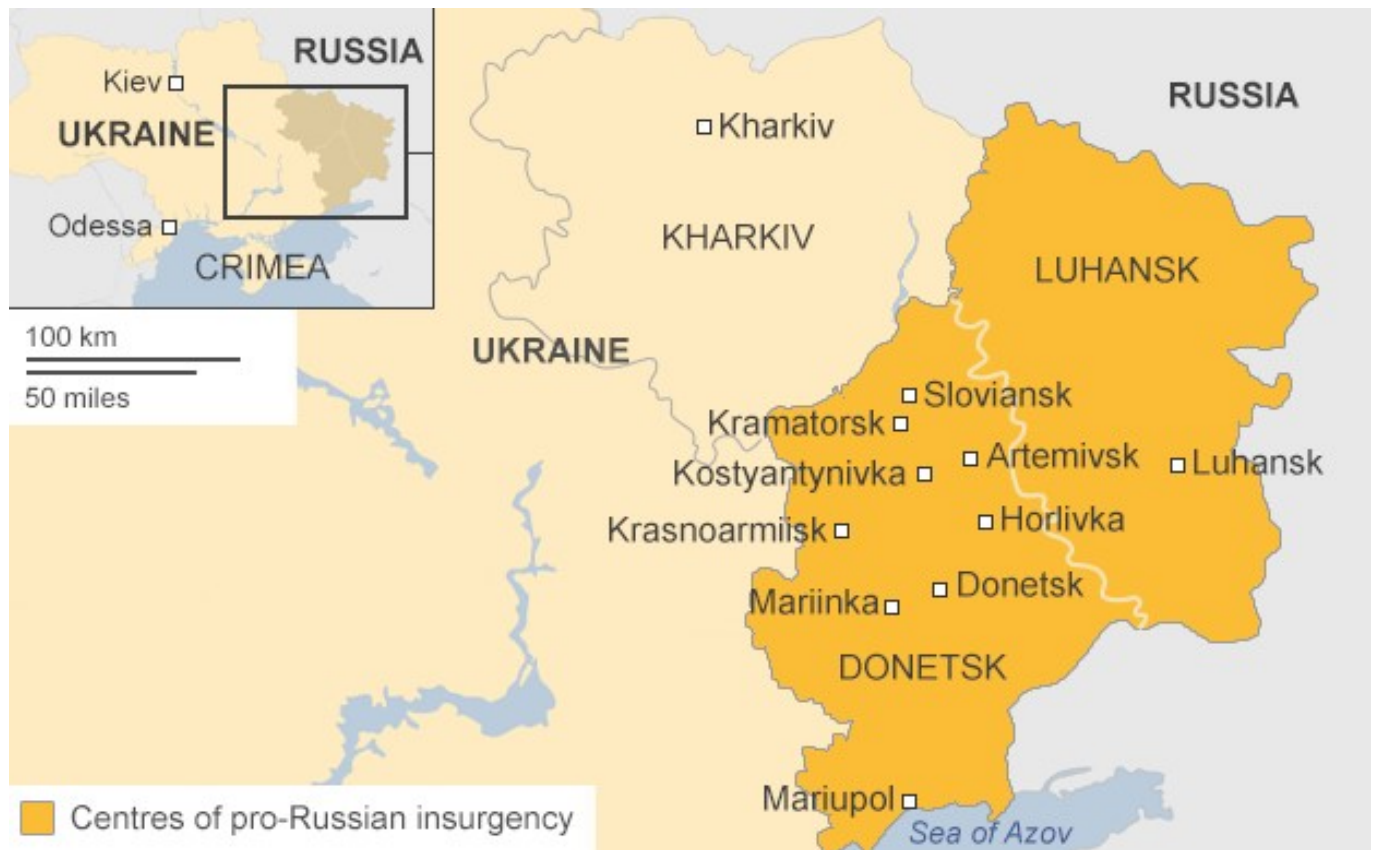 RUSSIA
Kiev
UKRAINE
Odessa
CRIMEA
100 km
50 miles
RUSSIA
Kharkiv
KHARKIV
LUHANSK
UKRAINE
Sloviansk
Kramatorsk
Artemivsk
Luhansk
Kostyantynivka
Horlivka
Krasnoarmiisk
Donetsk
Mariinka
DONETSK
Mariupol
Sea of Azov
Centres of pro-Russian insurgency